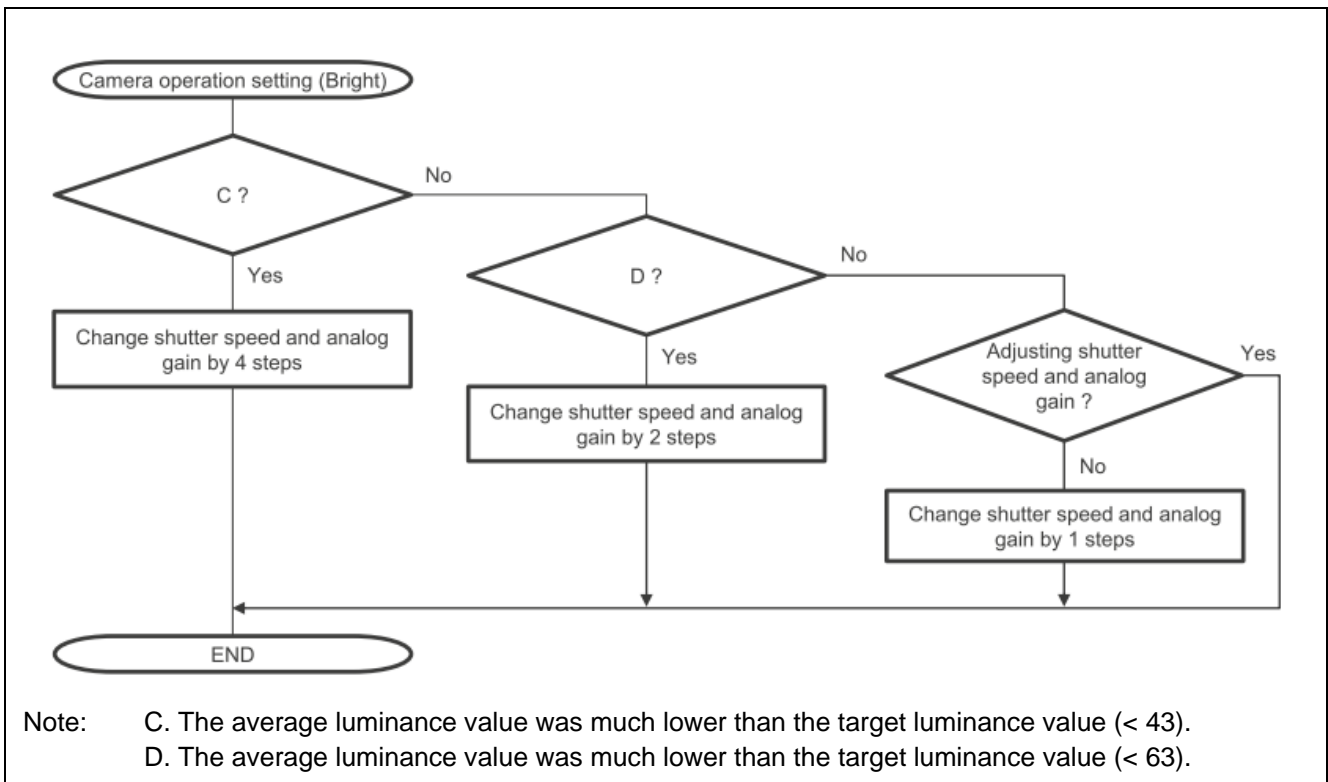 Camera operation setting (Bright)
C ?
No
Yes
Change shutter speed and analog
gain by 4 steps
D ?
No
Yes
Change shutter speed and analog
gain by 2 steps
Adjusting shutter
speed and analog
gain ?
Yes
No
Change shutter speed and analog
gain by 1 steps
END
Note: C. The average luminance value was much lower than the target luminance value (< 43).
D. The average luminance value was much lower than the target luminance value (< 63).